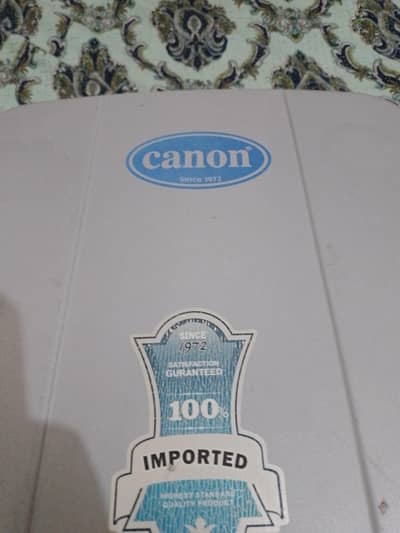 canon®
SINCE 1972
SINCE
1972
SATISFACTION
GURANTEED
100%
IMPORTED
HIGHEST STANDARD
QUALITY PRODUCT